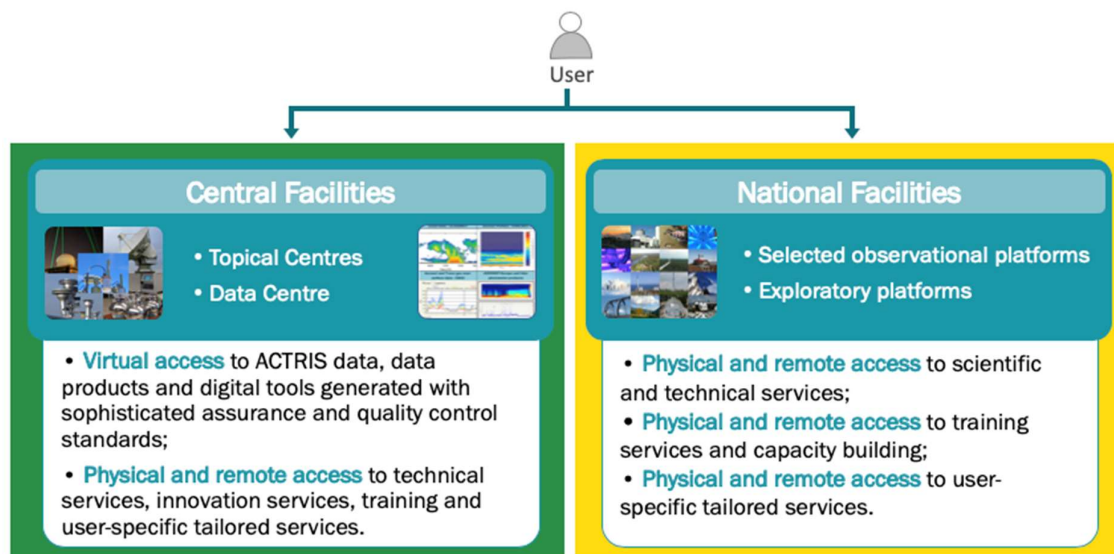 User
Central Facilities
• Topical Centres
• Data Centre
• Virtual access to ACTRIS data, data
products and digital tools generated with
sophisticated assurance and quality control
standards;
• Physical and remote access to technical
services, innovation services, training and
user-specific tailored services.
National Facilities
• Selected observational platforms
• Exploratory platforms
• Physical and remote access to scientific
and technical services;
• Physical and remote access to training
services and capacity building;
• Physical and remote access to user-
specific tailored services.